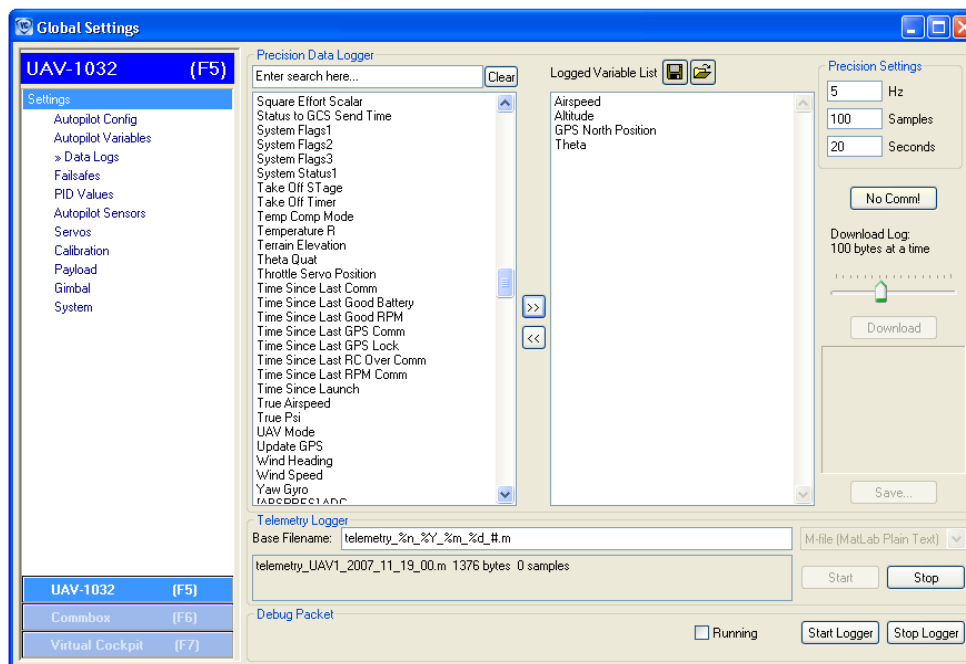 Global Settings
UAV-1032 (F5)
Settings
Autopilot Config
Autopilot Variables
» Data Logs
Failsafes
PID Values
Autopilot Sensors
Servos
Calibration
Payload
Gimbal
System
UAV-1032 (F5)
Commbox (F6)
Virtual Cockpit (F7)
Precision Data Logger
Enter search here...
Clear
Square Effort Scalar
Status to GCS Send Time
System Flags1
System Flags2
System Flags3
System Status1
Take Off STage
Take Off Timer
Temp Comp Mode
Temperature R
Terrain Elevation
Theta Quat
Throttle Servo Position
Time Since Last Comm
Time Since Last Good Battery
Time Since Last Good RPM
Time Since Last GPS Comm
Time Since Last GPS Lock
Time Since Last RC Over Comm
Time Since Last RPM Comm
Time Since Launch
True Airspeed
True Psi
UAV Mode
Update GPS
Wind Heading
Wind Speed
Yaw Gyro
[ABSPRES] ADC
>>
<<
Logged Variable List
Airspeed
Altitude
GPS North Position
Theta
Precision Settings
5 Hz
100 Samples
20 Seconds
No Comm!
Download Log:
100 bytes at a time
Download
Save...
Telemetry Logger
Base Filename: telemetry_%n_%Y_%m_%d_#.m
M-file (MatLab Plain Text)
telemetry_UAV1_2007_11_19_00.m 1376 bytes 0 samples
Start
Stop
Debug Packet
Running
Start Logger
Stop Logger